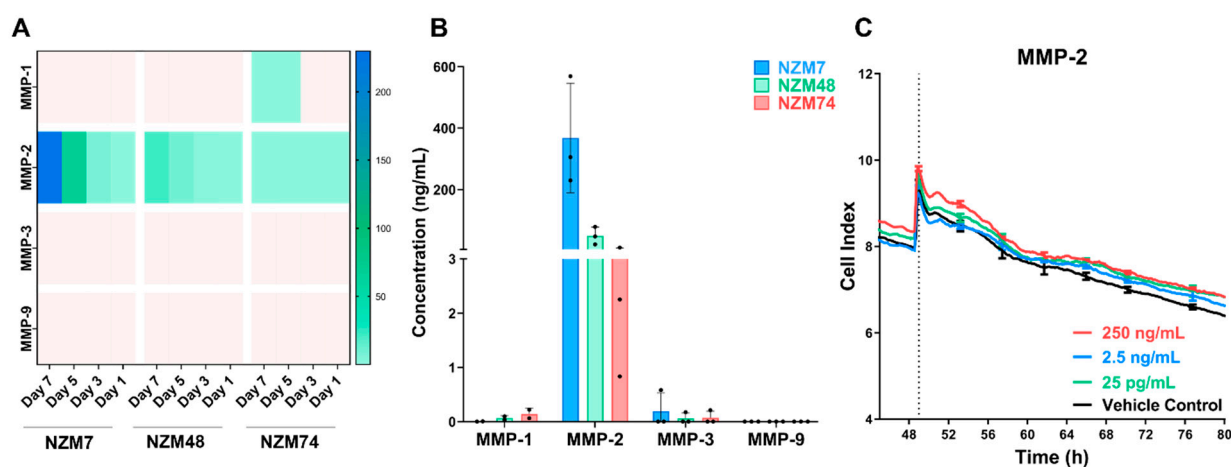 A
MMP-1
MMP-2
MMP-3
MMP-9
Day 7
Day 5
Day 3
Day 1
Day 7
Day 5
Day 3
Day 1
Day 7
Day 5
Day 3
Day 1
NZM7
NZM48
NZM74
200
150
100
50
B
Concentration (ng/mL)
600
400
200
3
2
1
0
MMP-1
MMP-2
MMP-3
MMP-9
NZM7
NZM48
NZM74
C
MMP-2
Cell Index
12
10
8
6
4
48
52
56
60
64
68
72
76
80
Time (h)
250 ng/mL
2.5 ng/mL
25 pg/mL
Vehicle Control